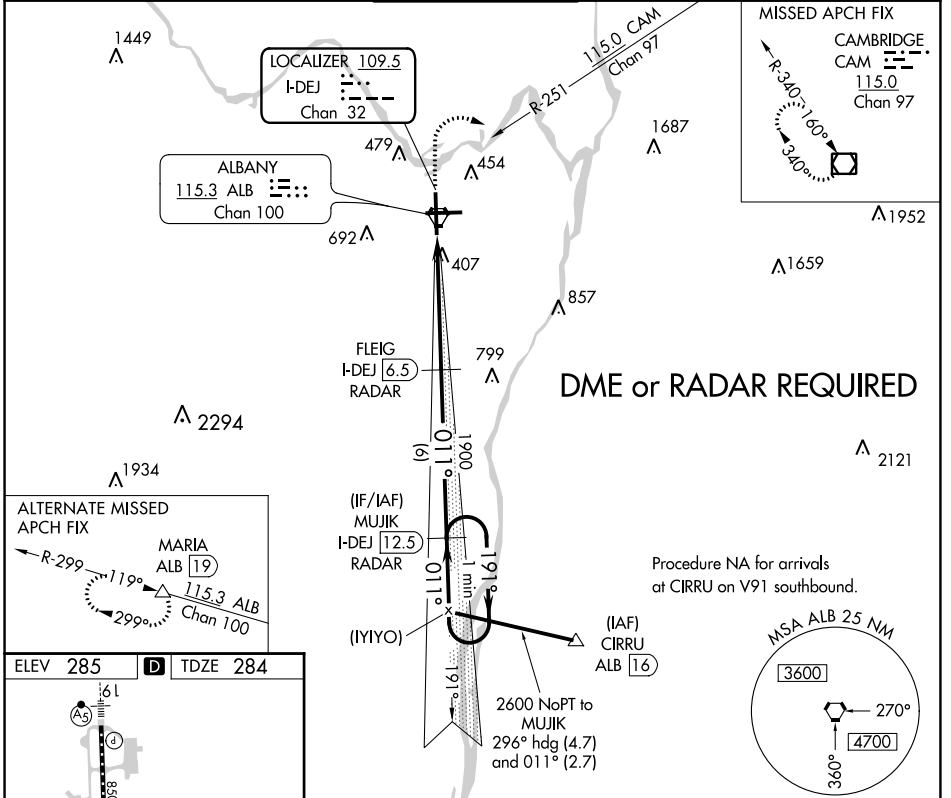 1449
LOCALIZER 109.5
I-DEJ
Chan 32
115.0 CAM
Chan 97
R-251
MISSED APCH FIX
CAMBRIDGE
CAM
115.0
Chan 97
R-340
160°
340°
479
454
1687
ALBANY
115.3 ALB
Chan 100
692
407
1952
1659
857
FLEIG
I-DEJ 6.5
RADAR
799
DME or RADAR REQUIRED
2294
011°
(6)
1900
2121
1934
ALTERNATE MISSED
APCH FIX
R-299
119°
299°
MARIA
ALB 19
115.3 ALB
Chan 100
(IF/IAF)
MUJIK
I-DEJ 12.5
RADAR
011°
1 min
191°
Procedure NA for arrivals
at CIRRU on V91 southbound.
(IYIYO)
(IAF)
CIRRU
ALB 16
191°
2600 NoPT to
MUJIK
296° hdg (4.7)
and 011° (2.7)
MSA ALB 25 NM
3600
270°
4700
360°
ELEV 285
D
TDZE 284
19
A5
P
850